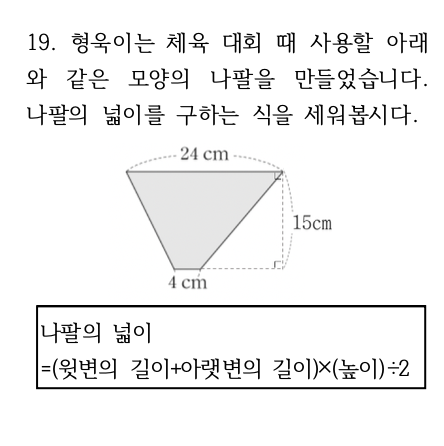 19. 형욱이는 체육 대회 때 사용할 아래
와 같은 모양의 나팔을 만들었습니다.
나팔의 넓이를 구하는 식을 세워봅시다.
24 cm
15cm
4 cm
나팔의 넓이
=(윗변의 길이+아랫변의 길이)×(높이)÷2